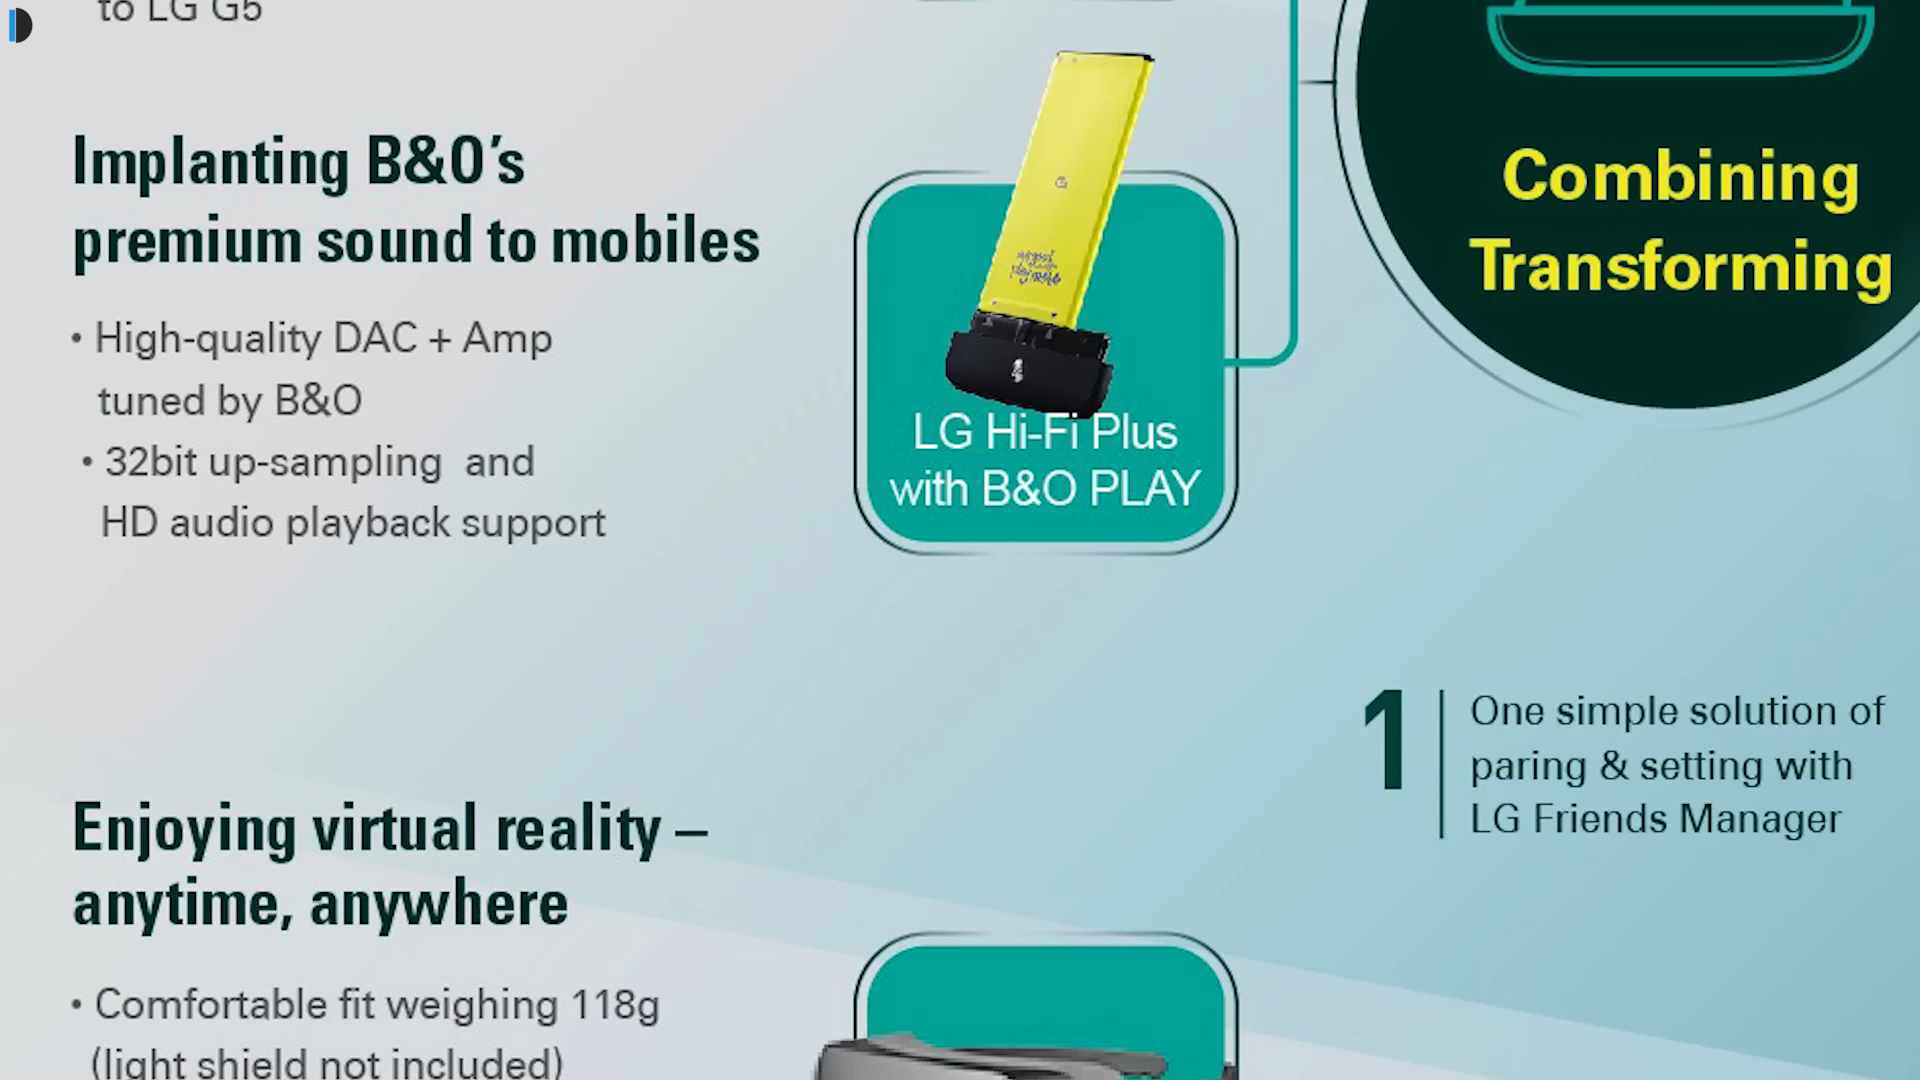 to LG G5
Implanting B&O’s
premium sound to mobiles
• High-quality DAC + Amp
tuned by B&O
• 32bit up-sampling and
HD audio playback support
LG Hi-Fi Plus
with B&O PLAY
Combining
Transforming
1
One simple solution of
paring & setting with
LG Friends Manager
Enjoying virtual reality –
anytime, anywhere
• Comfortable fit weighing 118g
(light shield not included)